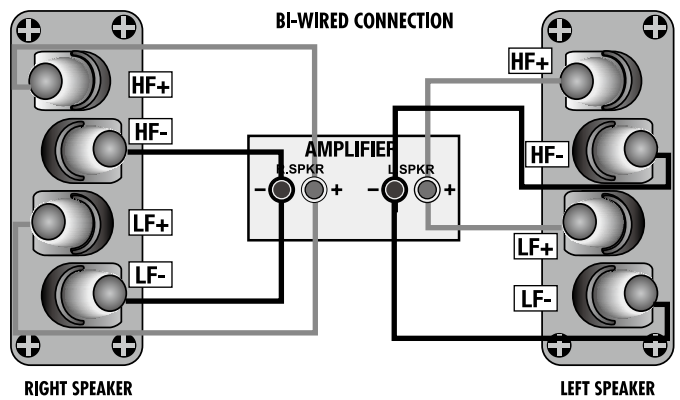 BI-WIRED CONNECTION
HF+
HF-
LF+
LF-
AMPLIFIER
R.SPKR
L.SPKR
− +
− +
HF+
HF-
LF+
LF-
RIGHT SPEAKER
LEFT SPEAKER